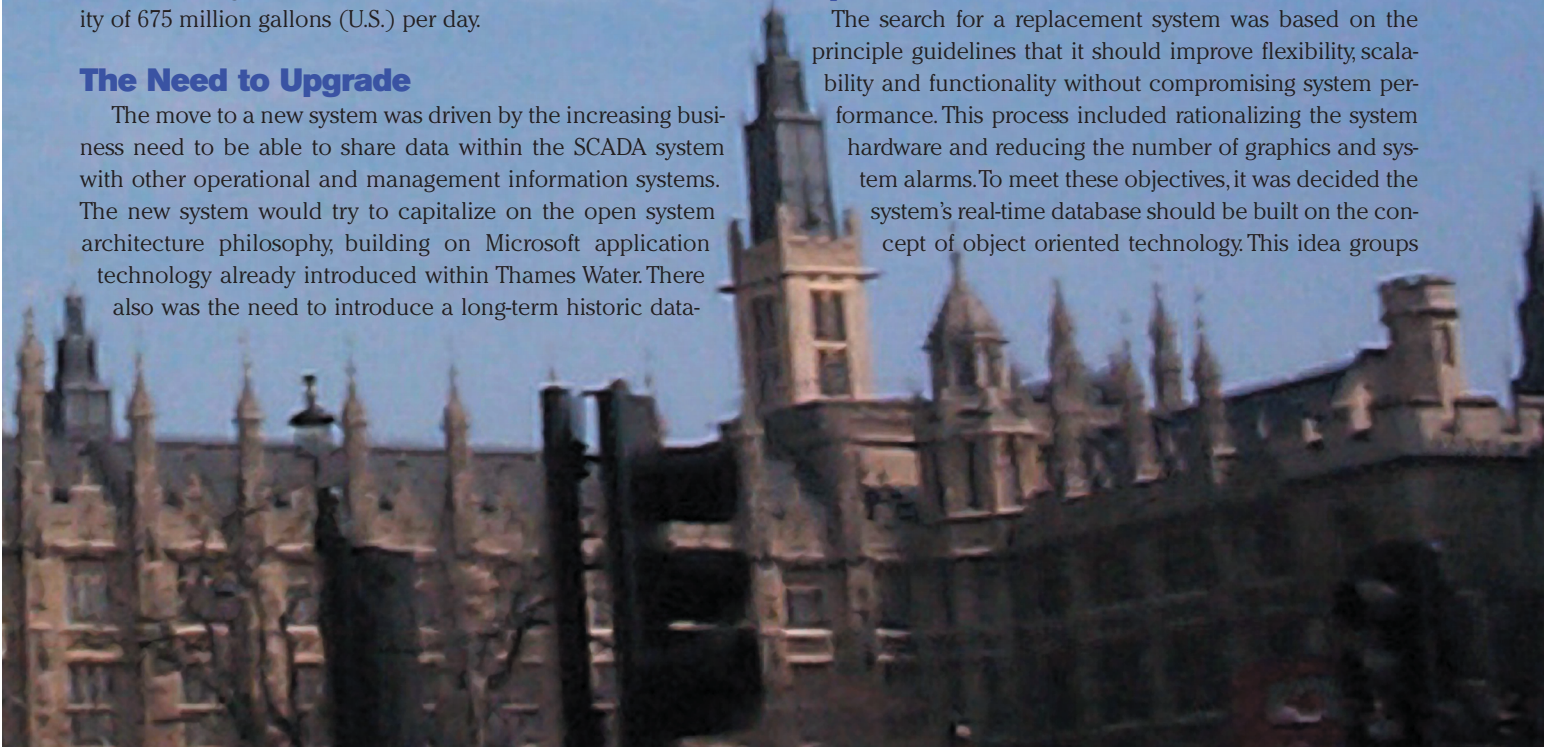 ity of 675 million gallons (U.S.) per day.
The Need to Upgrade
The move to a new system was driven by the increasing busi-
ness need to be able to share data within the SCADA system
with other operational and management information systems.
The new system would try to capitalize on the open system
architecture philosophy, building on Microsoft application
technology already introduced within Thames Water. There
also was the need to introduce a long-term historic data-
The search for a replacement system was based on the
principle guidelines that it should improve flexibility, scala-
bility and functionality without compromising system per-
formance. This process included rationalizing the system
hardware and reducing the number of graphics and sys-
tem alarms. To meet these objectives, it was decided the
system's real-time database should be built on the con-
cept of object oriented technology. This idea groups